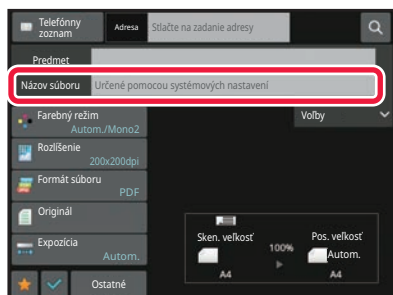 Telefónny
zoznam
Adresa
Stlačte na zadanie adresy
Predmet
Názov súboru
Určené pomocou systémových nastavení
Farebný režim
Autom./Mono2
Voľby
Rozlíšenie
200x200dpi
Formát súboru
PDF
Originál
Expozícia
Autom.
Sken. veľkosť
100%
Pos. veľkosť
Autom.
A4
A4
Ostatné